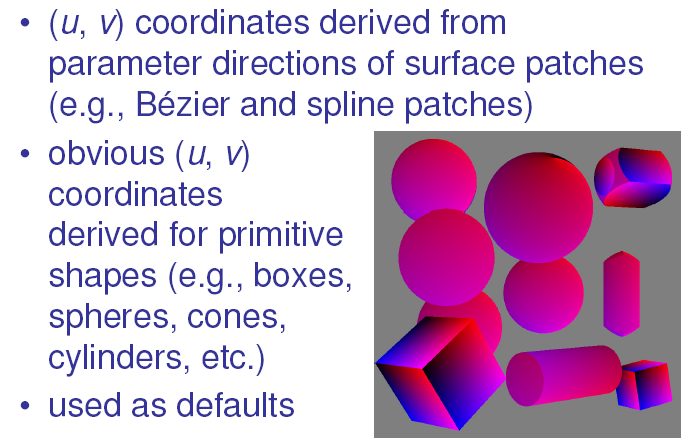 • (u, v) coordinates derived from
parameter directions of surface patches
(e.g., Bézier and spline patches)
• obvious (u, v)
coordinates
derived for primitive
shapes (e.g., boxes,
spheres, cones,
cylinders, etc.)
• used as defaults